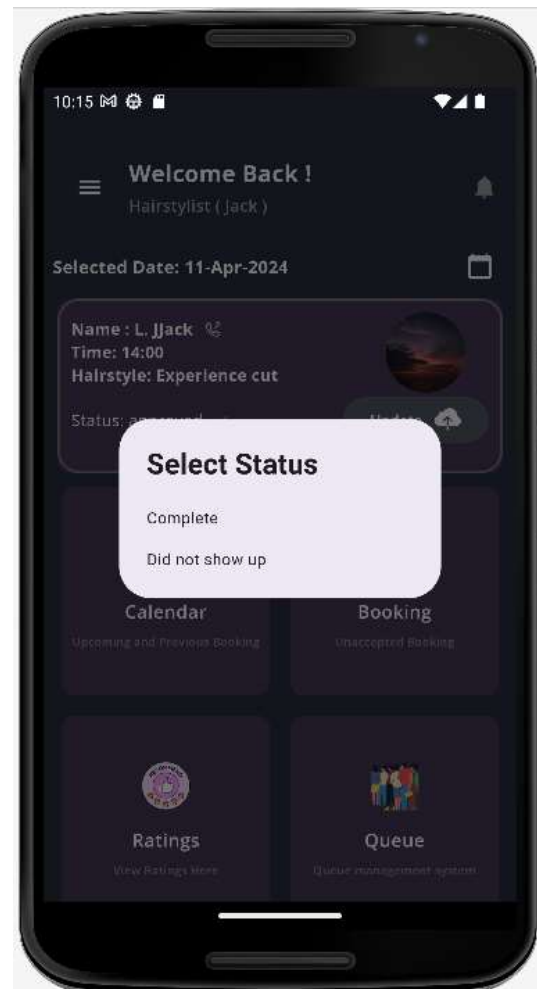 10:15
Welcome Back !
Hairstylist ( Jack )
Selected Date: 11-Apr-2024
Name : L. JJack
Time: 14:00
Hairstyle: Experience cut
Status:
Select Status
Complete
Did not show up
Calendar
Booking
Upcoming and Previous Booking
Unaccepted Booking
Ratings
Queue
View Ratings Here
Queue management system